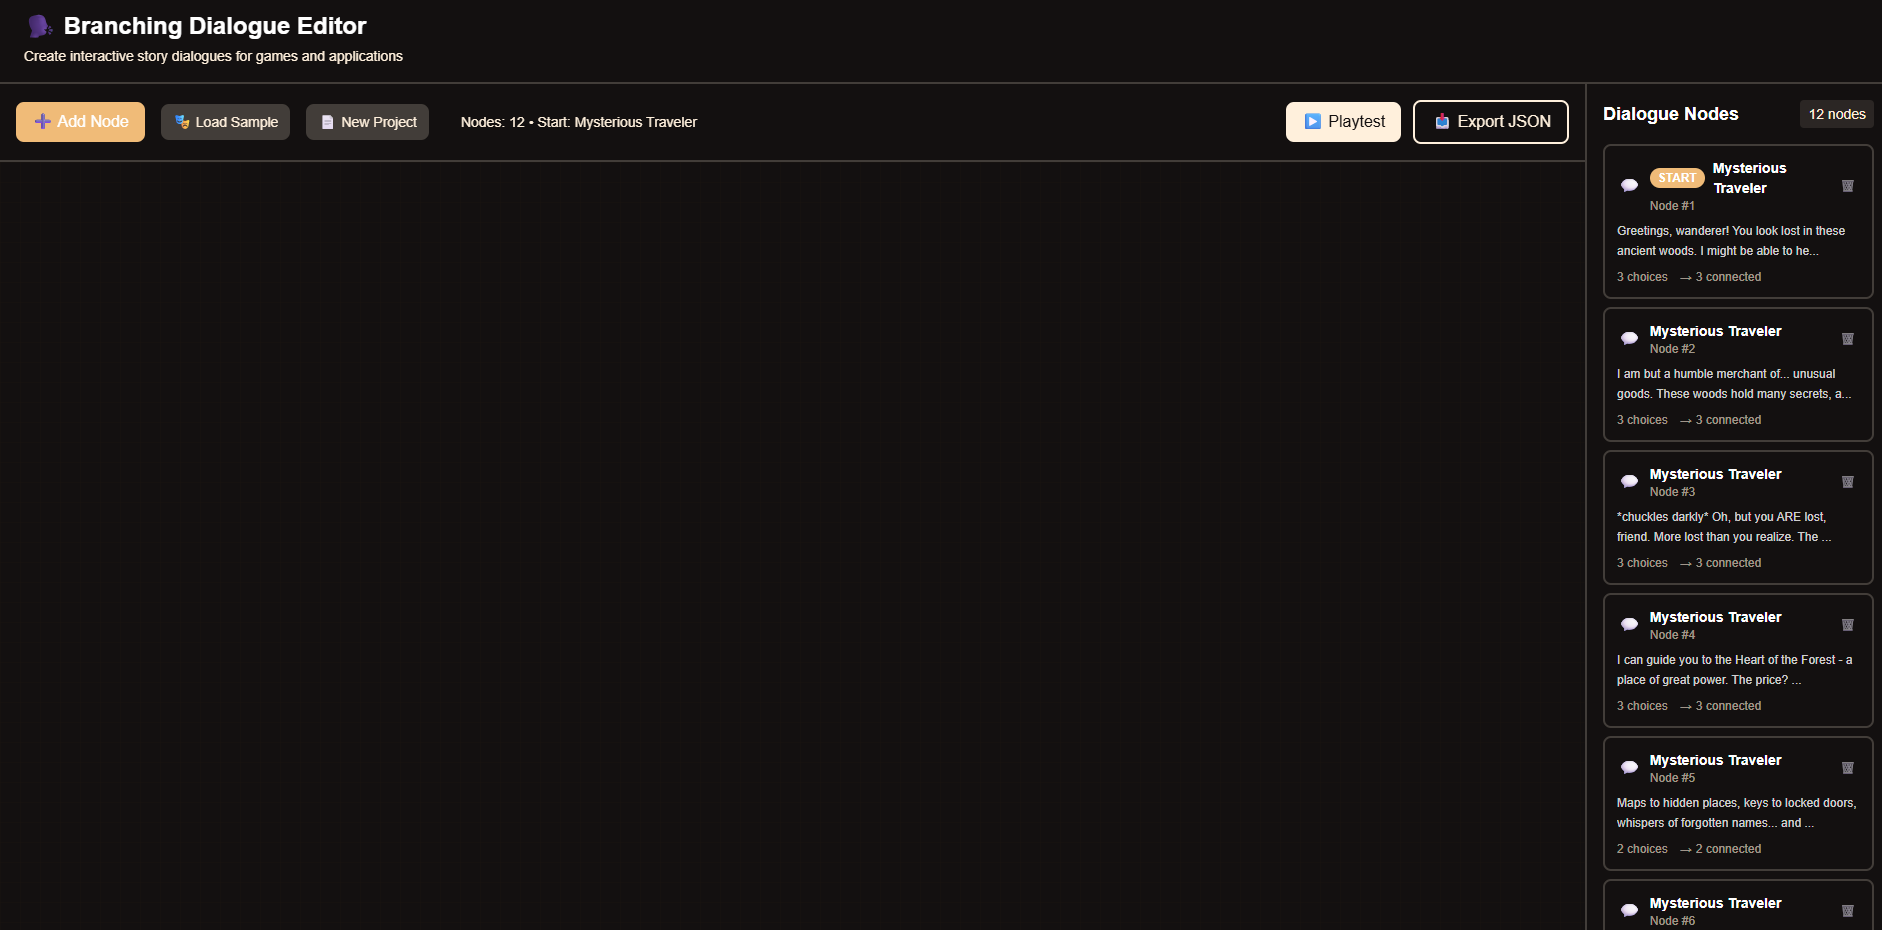 Branching Dialogue Editor
Create interactive story dialogues for games and applications
Add Node
Load Sample
New Project
Nodes: 12 • Start: Mysterious Traveler
Playtest
Export JSON
Dialogue Nodes
12 nodes
START
Mysterious
Traveler
Node #1
Greetings, wanderer! You look lost in these
ancient woods. I might be able to he...
3 choices → 3 connected
Mysterious Traveler
Node #2
I am but a humble merchant of... unusual
goods. These woods hold many secrets, a...
3 choices → 3 connected
Mysterious Traveler
Node #3
*chuckles darkly* Oh, but you ARE lost,
friend. More lost than you realize. The ...
3 choices → 3 connected
Mysterious Traveler
Node #4
I can guide you to the Heart of the Forest - a
place of great power. The price? ...
3 choices → 3 connected
Mysterious Traveler
Node #5
Maps to hidden places, keys to locked doors,
whispers of forgotten names... and ...
2 choices → 2 connected
Mysterious Traveler
Node #6